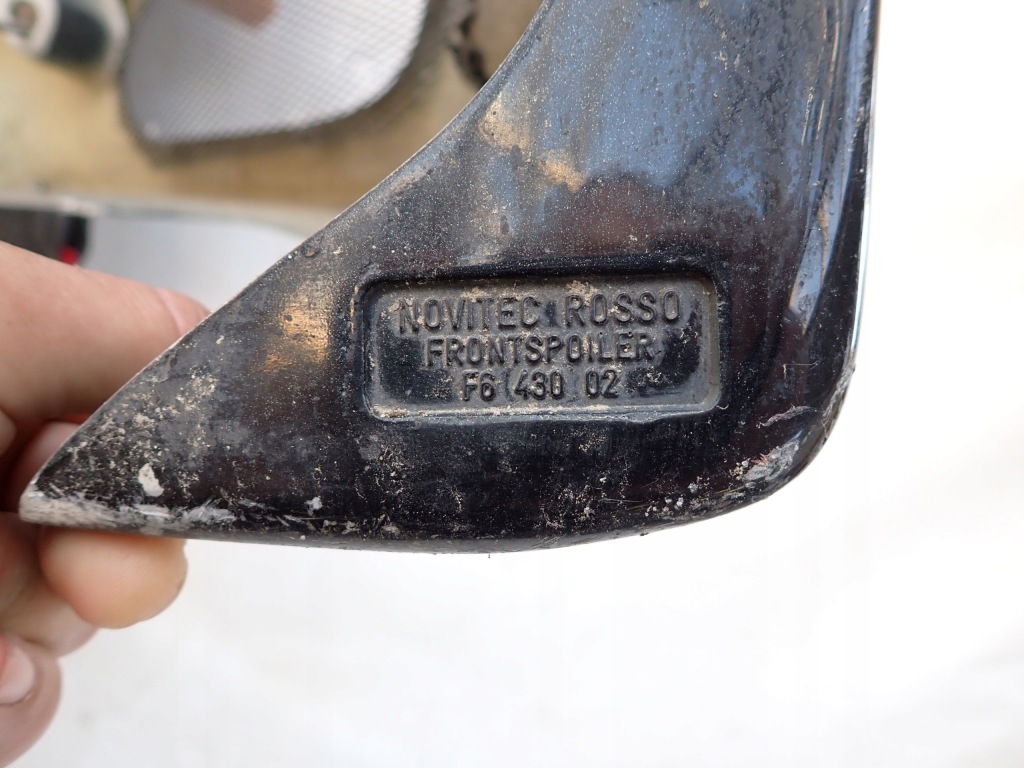 NOVITEC ROSSO
FRONTSPOILER
F6 430 02